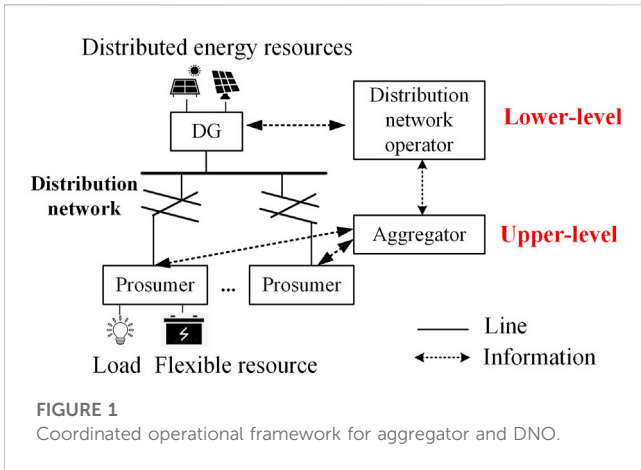 Distributed energy resources
DG
Distribution
network
operator
Lower-level
Distribution
network
Aggregator
Upper-level
Prosumer
...
Prosumer
Load
Flexible resource
Line
Information
FIGURE 1
Coordinated operational framework for aggregator and DNO.